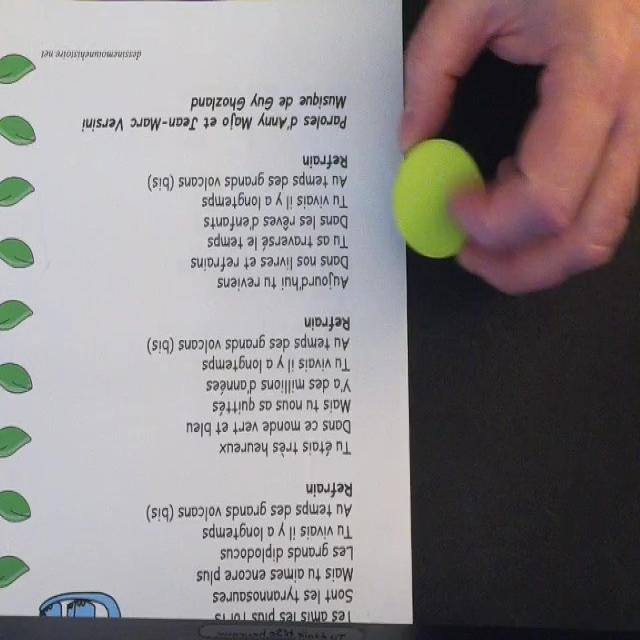 Tes amis les plus forts
Sont les tyrannosaures
Mais tu aimes encore plus
Les grands diplodocus
Tu vivais il y a longtemps
Au temps des grands volcans (bis)
Refrain
Tu étais très heureux
Dans ce monde vert et bleu
Mais tu nous as quittés
Y'a des millions d'années
Tu vivais il y a longtemps
Au temps des grands volcans (bis)
Refrain
Aujourd'hui tu reviens
Dans nos livres et refrains
Tu as traversé le temps
Dans les rêves d'enfants
Tu vivais il y a longtemps
Au temps des grands volcans (bis)
Refrain
Paroles d'Anny Majo et Jean-Marc Versini
Musique de Guy Ghozland
dessinemoiunehistoire.net